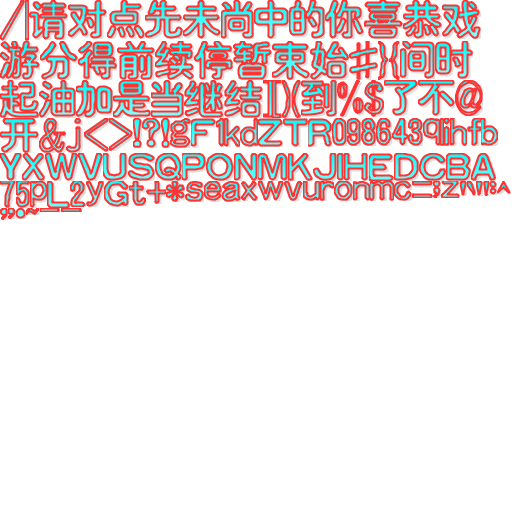 /|请对点先未尚中的你喜恭戏
游分得前续停暂束始#}{间时
起油加是当继结][)(到%$了不@
开&j<>!?!gF1kdZTR098643qlihfb
YXWVUSQPONMKJIHEDCBA
75pL2yGt+*seaxwvuronmc=;z"'":^